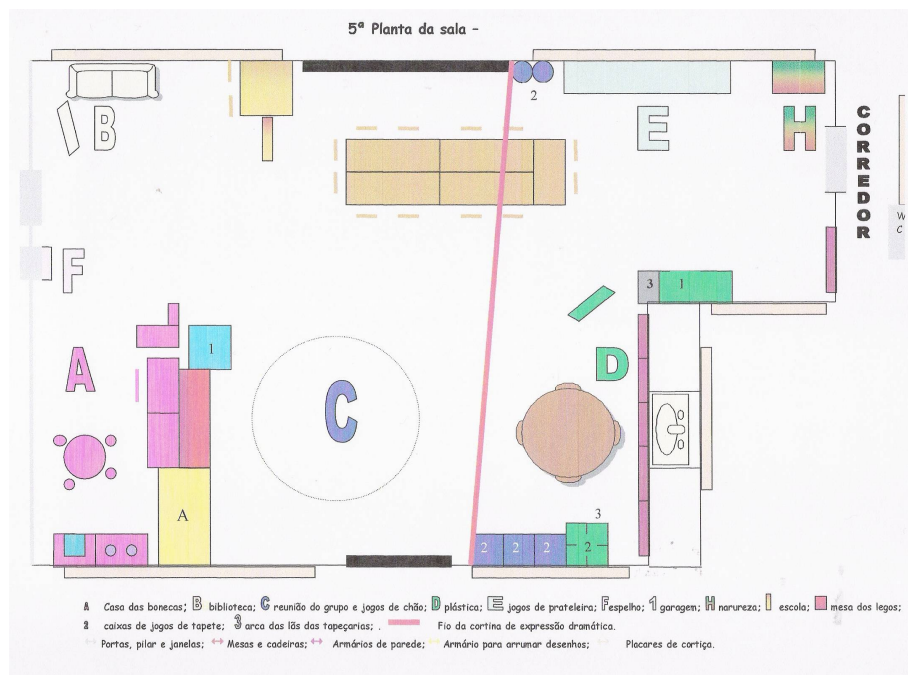 5ª Planta da sala –
2
B
E
H
CORREDOR
W
C
F
3 1
1
A
D
C
A
3
2 2 2 2
A Casa das bonecas; B biblioteca; C reunião do grupo e jogos de chão; D plástica; E jogos de prateleira; F espelho; 1 garagem; H narureza; escola; mesa dos legos;
2 caixas de jogos de tapete; 3 arca das lãs das tapeçarias; . Fio da cortina de expressão dramática.
Portas, pilar e janelas; Mesas e cadeiras; Armários de parede; Armário para arrumar desenhos; Placares de cortiça.